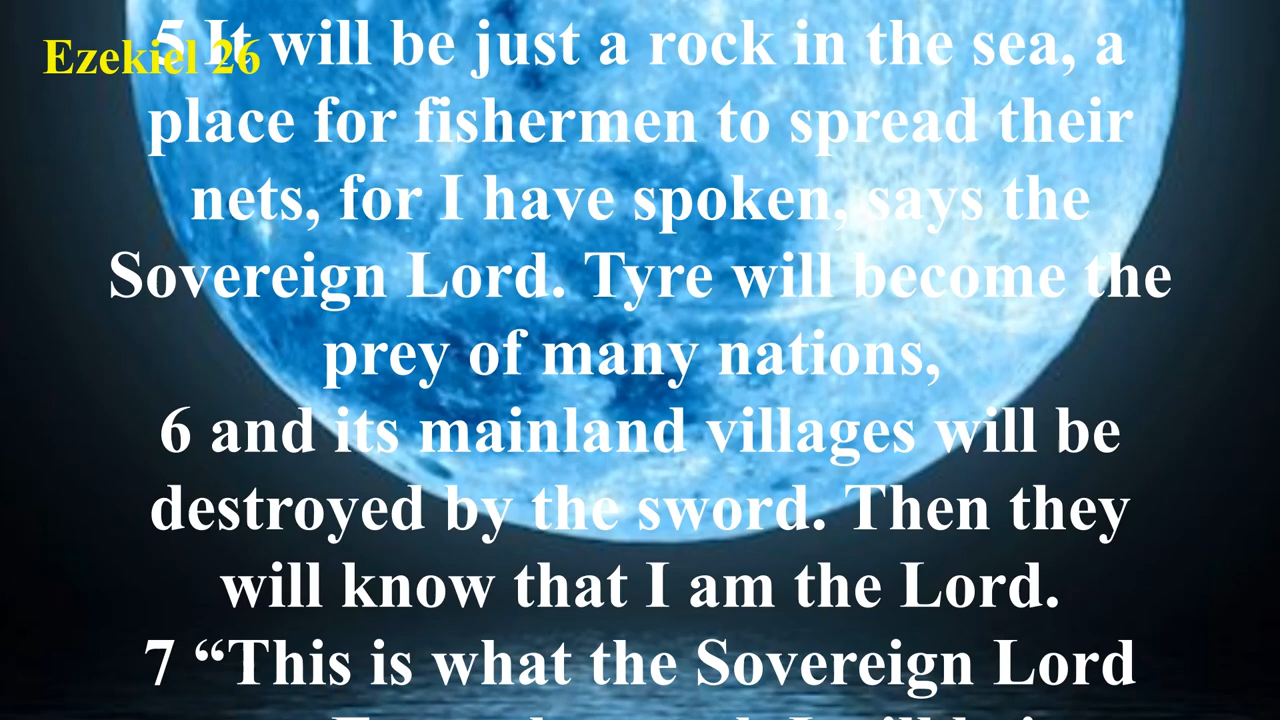 Ezekiel 26
5 It will be just a rock in the sea, a
place for fishermen to spread their
nets, for I have spoken, says the
Sovereign Lord. Tyre will become the
prey of many nations,
6 and its mainland villages will be
destroyed by the sword. Then they
will know that I am the Lord.
7 “This is what the Sovereign Lord